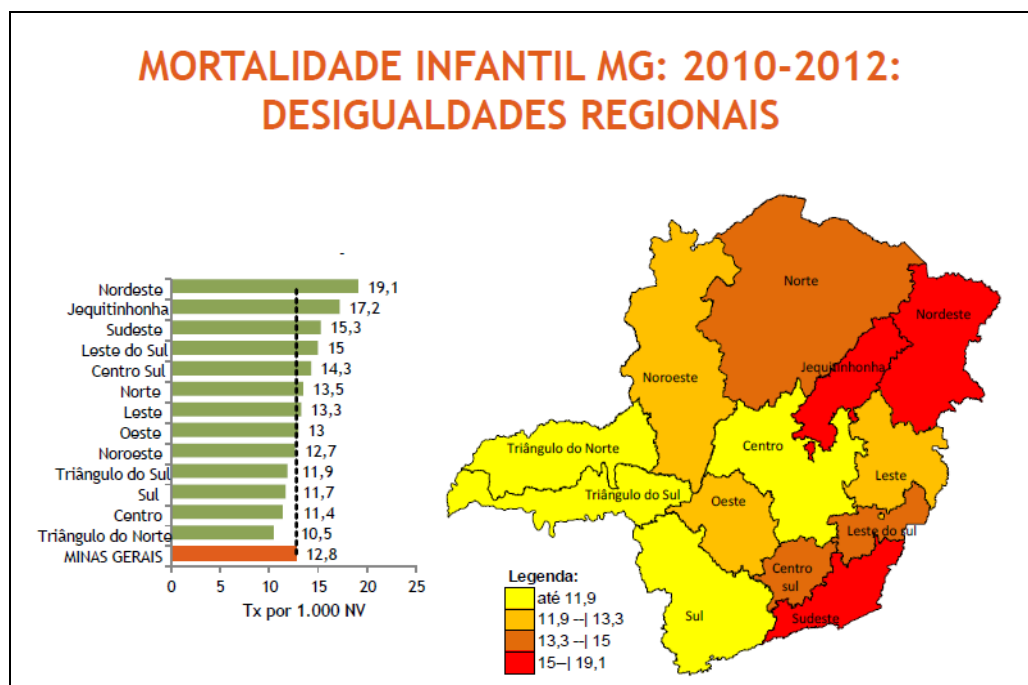 MORTALIDADE INFANTIL MG: 2010-2012:
DESIGUALDADES REGIONAIS
Nordeste 19,1
Jequitinhonha 17,2
Sudeste 15,3
Leste do Sul 15
Centro Sul 14,3
Norte 13,5
Leste 13,3
Oeste 13
Noroeste 12,7
Triângulo do Sul 11,9
Sul 11,7
Centro 11,4
Triângulo do Norte 10,5
MINAS GERAIS 12,8
0 5 10 15 20 25
Tx por 1.000 NV
Norte
Nordeste
Jequitinhonha
Noroeste
Triângulo do Norte
Centro
Leste
Triângulo do Sul
Oeste
Leste do sul
Centro
sul
Sul
Sudeste
Legenda:
até 11,9
11,9 --| 13,3
13,3 --| 15
15--| 19,1